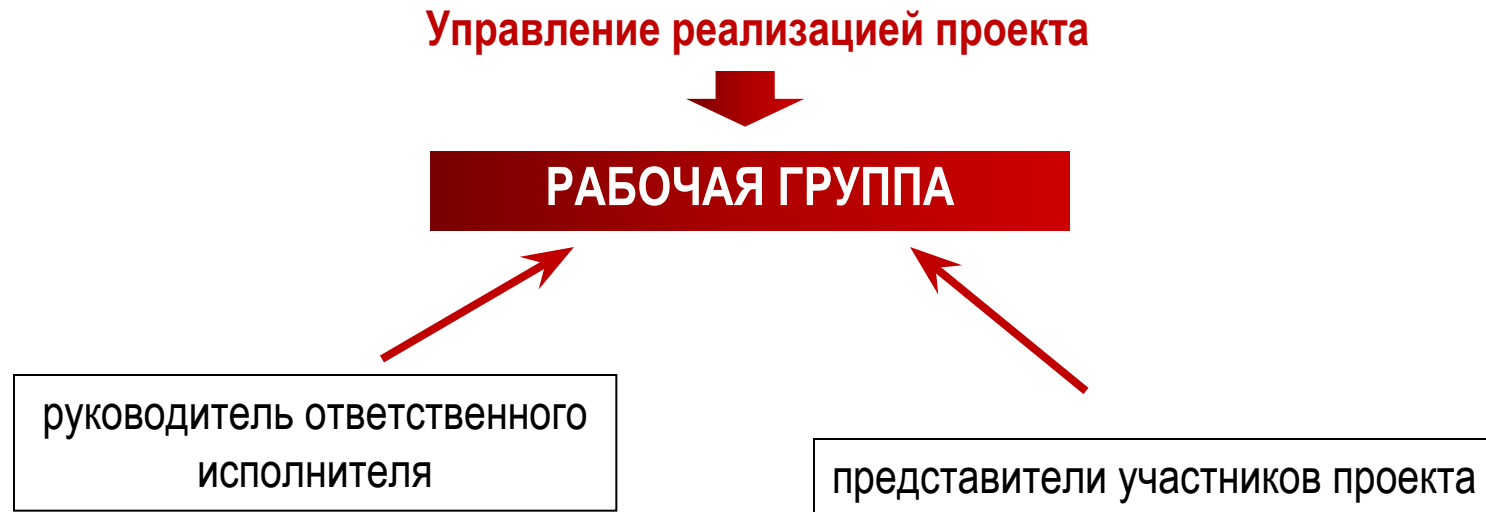 Управление реализацией проекта
РАБОЧАЯ ГРУППА
руководитель ответственного
исполнителя
представители участников проекта